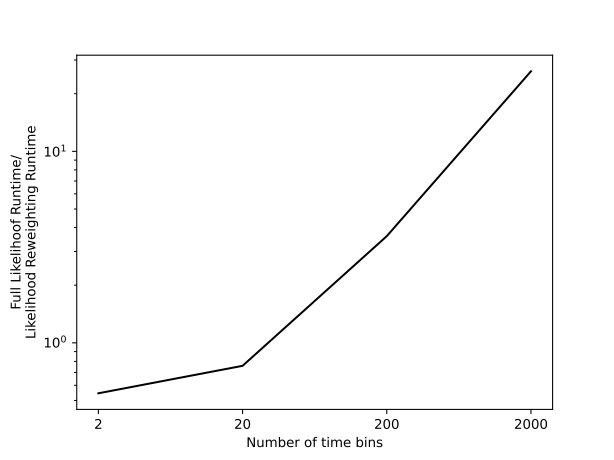 Full Likelihoof Runtime/
Likelihood Reweighting Runtime
10¹
10⁰
2 20 200 2000
Number of time bins